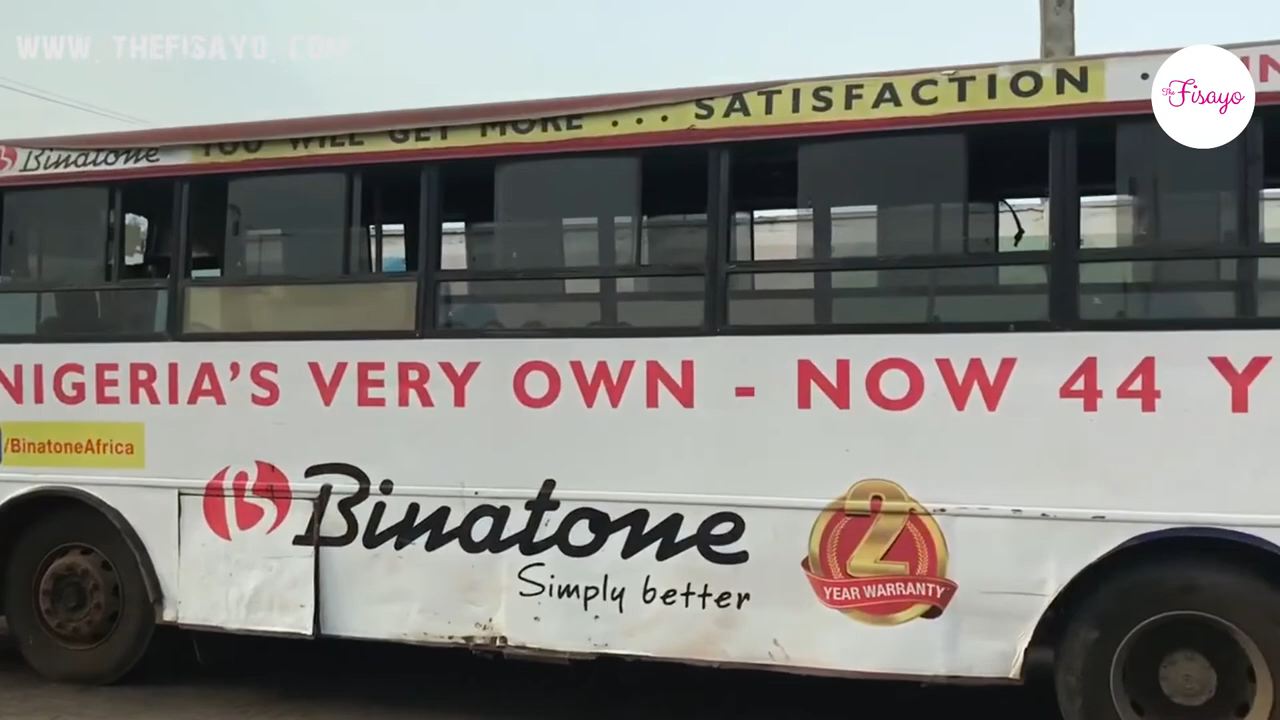 WWW. THEFISAYO. COM
The Fisayo
Binatone YOU WILL GET MORE ... SATISFACTION
NIGERIA'S VERY OWN - NOW 44 Y
/BinatoneAfrica
B Binatone
Simply better
2
YEAR WARRANTY